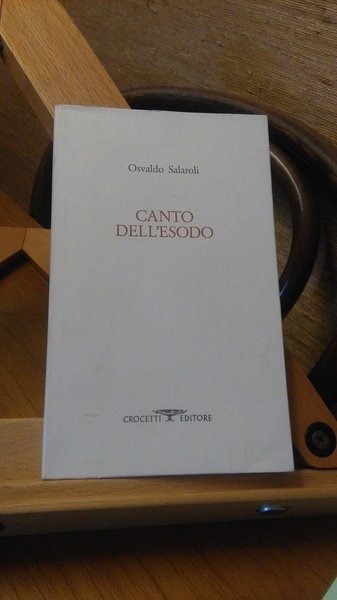 Osvaldo Salaroli
CANTO
DELL'ESODO
CROCETTI EDITORE